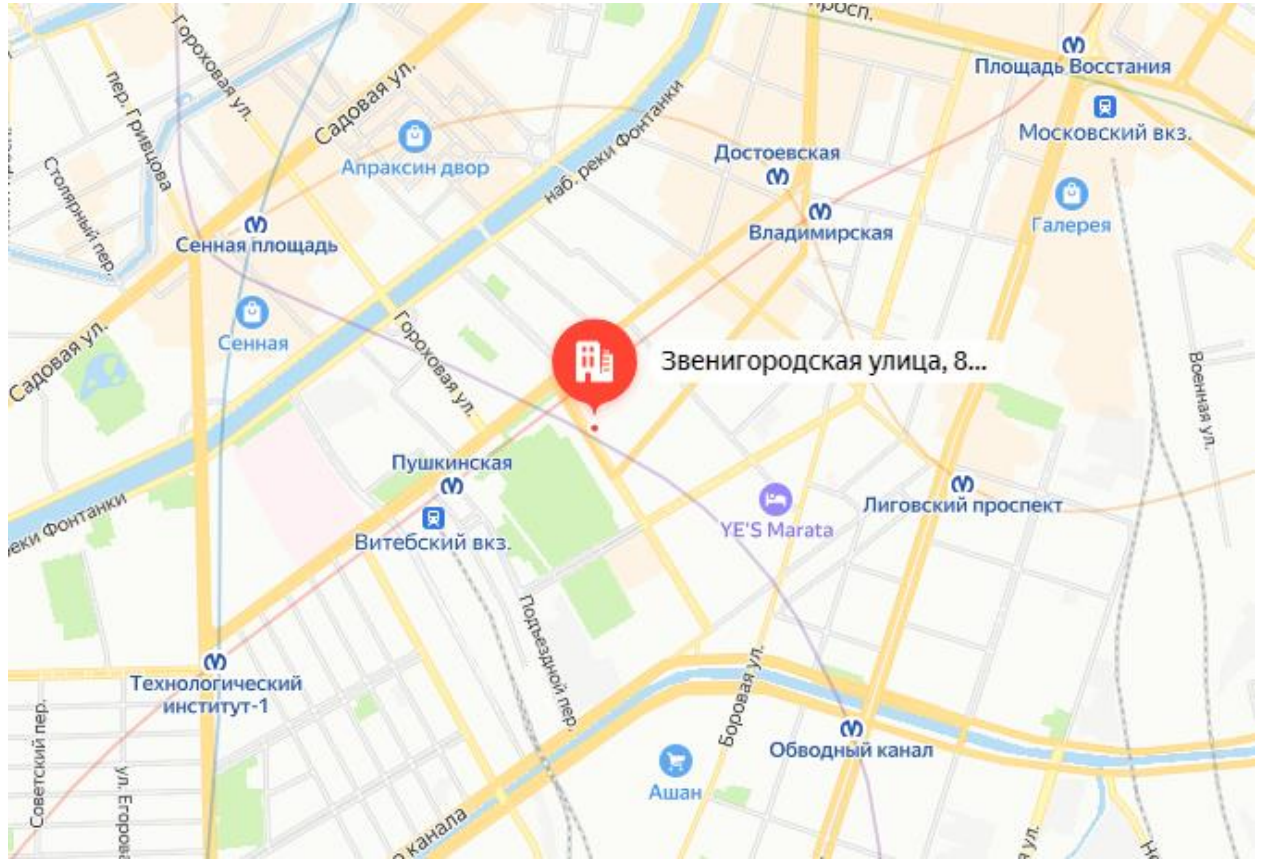 просп.
Гороховая ул.
Площадь Восстания
пер. Гривцова
Садовая ул.
Московский вкз.
Апраксин двор
наб. реки Фонтанки
Достоевская
Столярный пер.
Владимирская
Галерея
Сенная площадь
Сенная
Гороховая ул.
Садовая ул.
Звенигородская улица, 8...
Военная ул.
Пушкинская
Лиговский проспект
YE'S Marata
еки Фонтанки
Витебский вкз.
Подъездной пер.
Технологический
институт-1
Боровая ул.
Обводный канал
Советский пер.
ул. Егорова
Ашан
о канала
я ул.